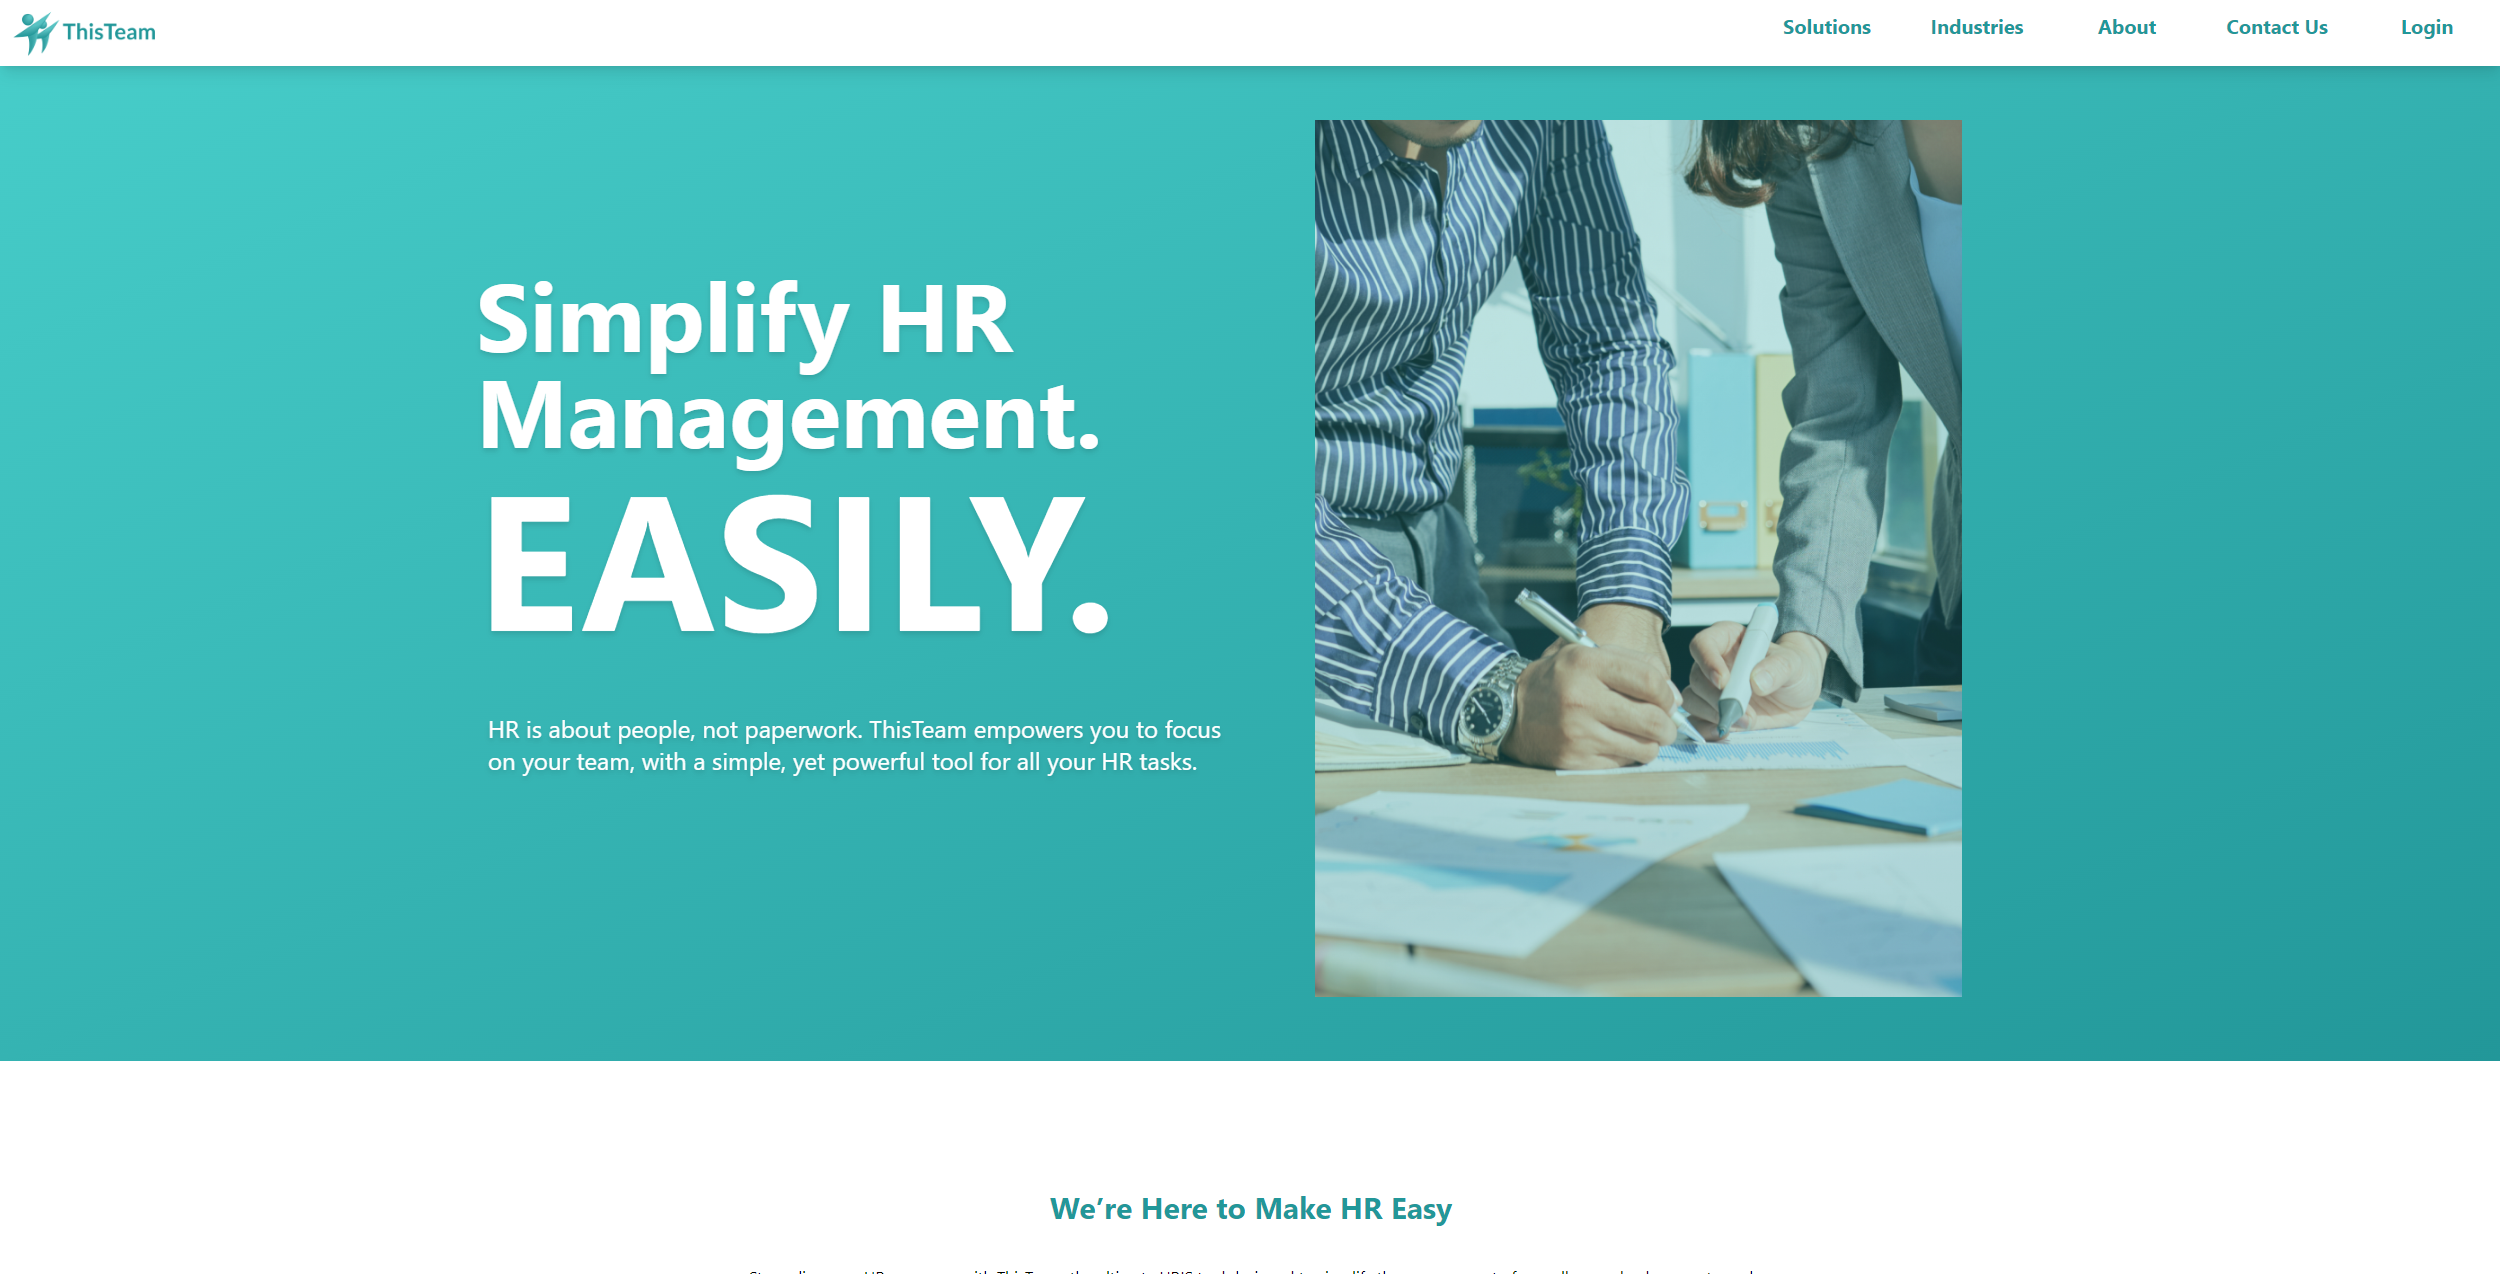 ThisTeam
Solutions Industries About Contact Us Login
Simplify HR
Management.
EASILY.
HR is about people, not paperwork. ThisTeam empowers you to focus
on your team, with a simple, yet powerful tool for all your HR tasks.
We’re Here to Make HR Easy